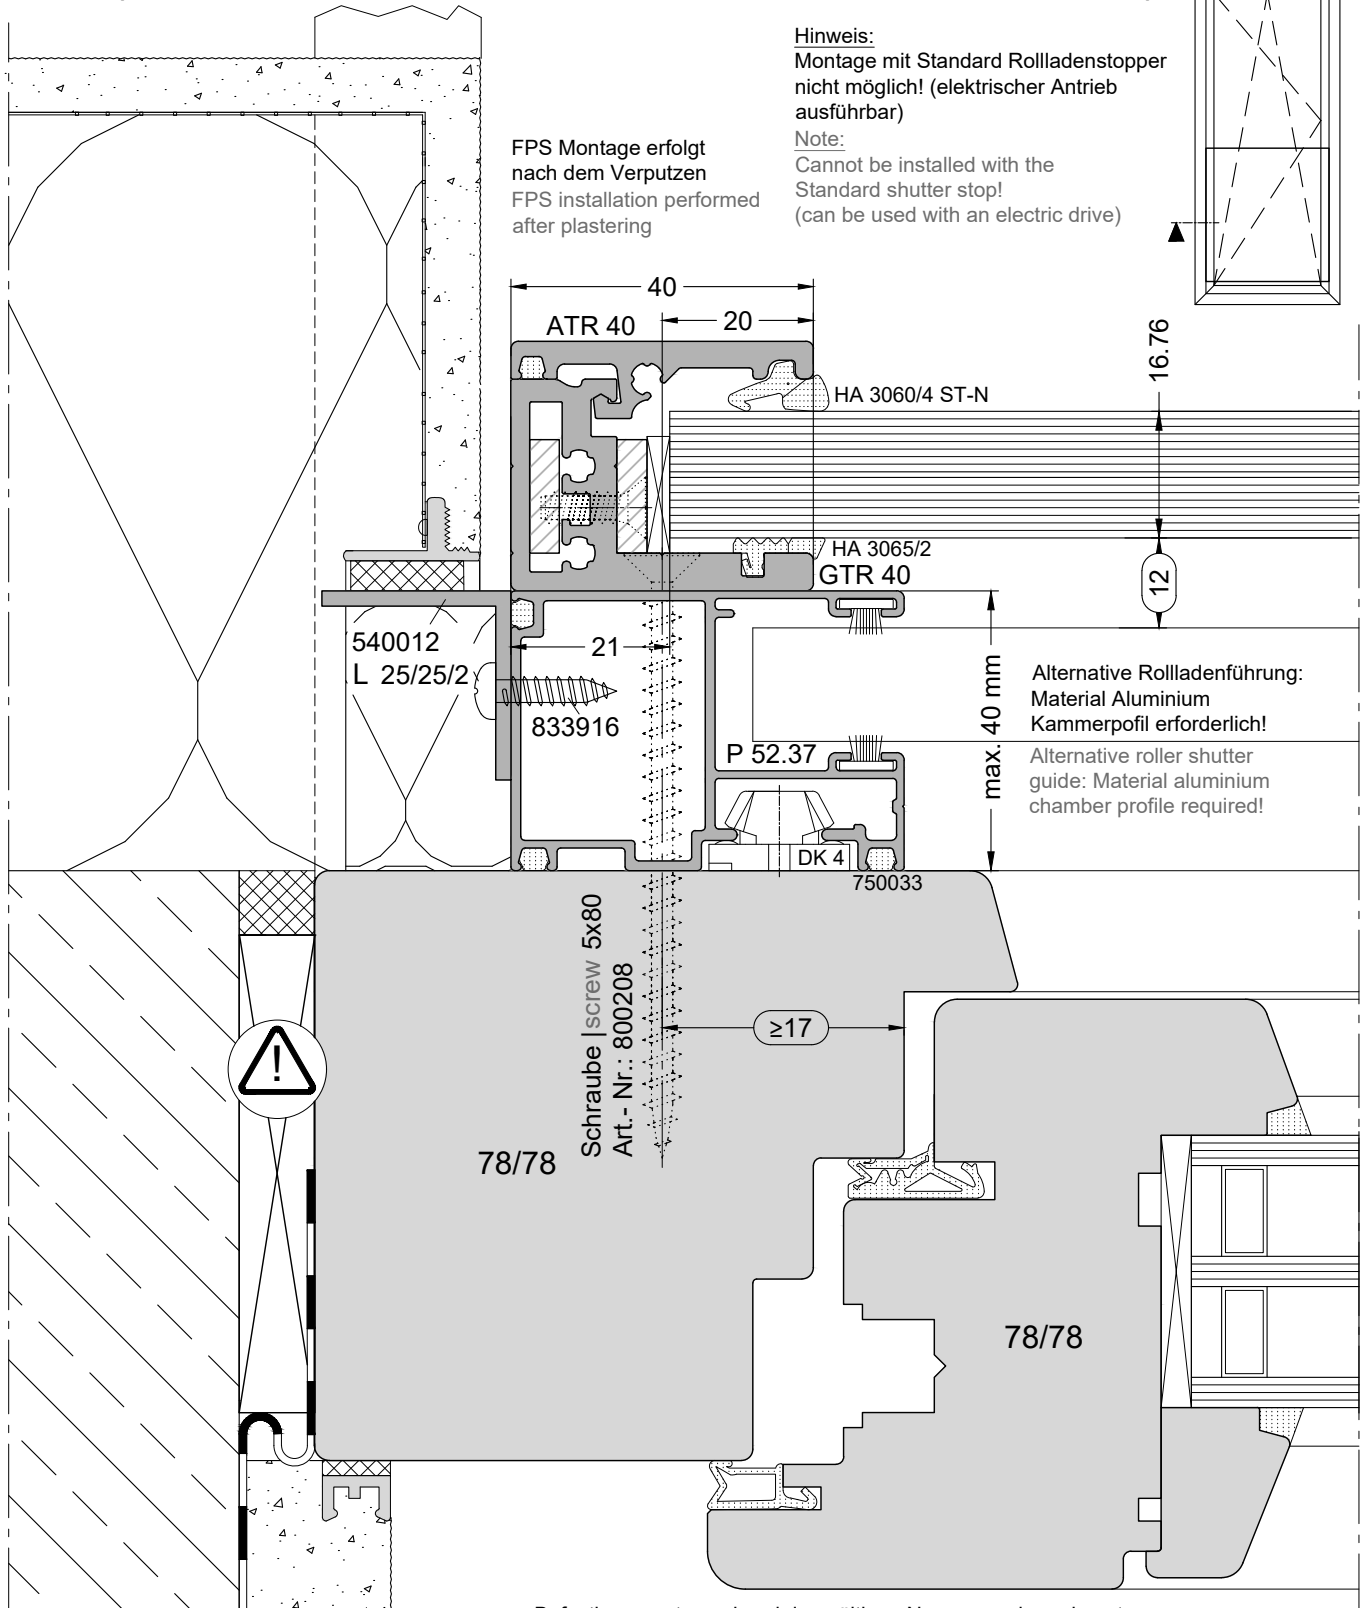 Hinweis:
Montage mit Standard Rollladenstopper
nicht möglich! (elektrischer Antrieb
ausführbar)
Note:
Cannot be installed with the
Standard shutter stop!
(can be used with an electric drive)
FPS Montage erfolgt
nach dem Verputzen
FPS installation performed
after plastering
40
20
ATR 40
16.76
HA 3060/4 ST-N
HA 3065/2
GTR 40
12
540012
L 25/25/2
21
833916
P 52.37
max. 40 mm
Alternative Rollladenführung:
Material Aluminium
Kammerpofil erforderlich!
Alternative roller shutter
guide: Material aluminium
chamber profile required!
DK 4
750033
Schraube |screw 5x80
Art.- Nr.: 800208
≥17
!
78/78
78/78